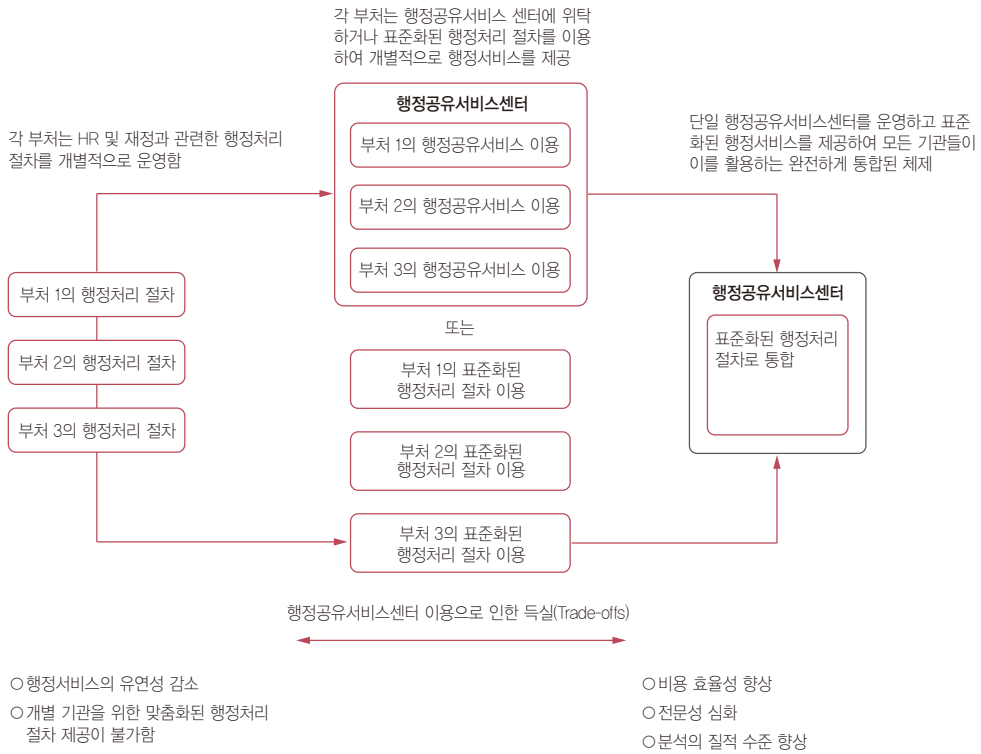 각 부처는 행정공유서비스 센터에 위탁
하거나 표준화된 행정처리 절차를 이용
하여 개별적으로 행정서비스를 제공
각 부처는 HR 및 재정과 관련한 행정처리
절차를 개별적으로 운영함
부처 1의 행정처리 절차
부처 2의 행정처리 절차
부처 3의 행정처리 절차
행정공유서비스센터
부처 1의 행정공유서비스 이용
부처 2의 행정공유서비스 이용
부처 3의 행정공유서비스 이용
또는
부처 1의 표준화된
행정처리 절차 이용
부처 2의 표준화된
행정처리 절차 이용
부처 3의 표준화된
행정처리 절차 이용
단일 행정공유서비스센터를 운영하고 표준
화된 행정서비스를 제공하여 모든 기관들이
이를 활용하는 완전하게 통합된 체제
행정공유서비스센터
표준화된 행정처리
절차로 통합
행정공유서비스센터 이용으로 인한 득실(Trade-offs)
○ 행정서비스의 유연성 감소
○ 개별 기관을 위한 맞춤화된 행정처리
절차 제공이 불가함
○ 비용 효율성 향상
○ 전문성 심화
○ 분석의 질적 수준 향상